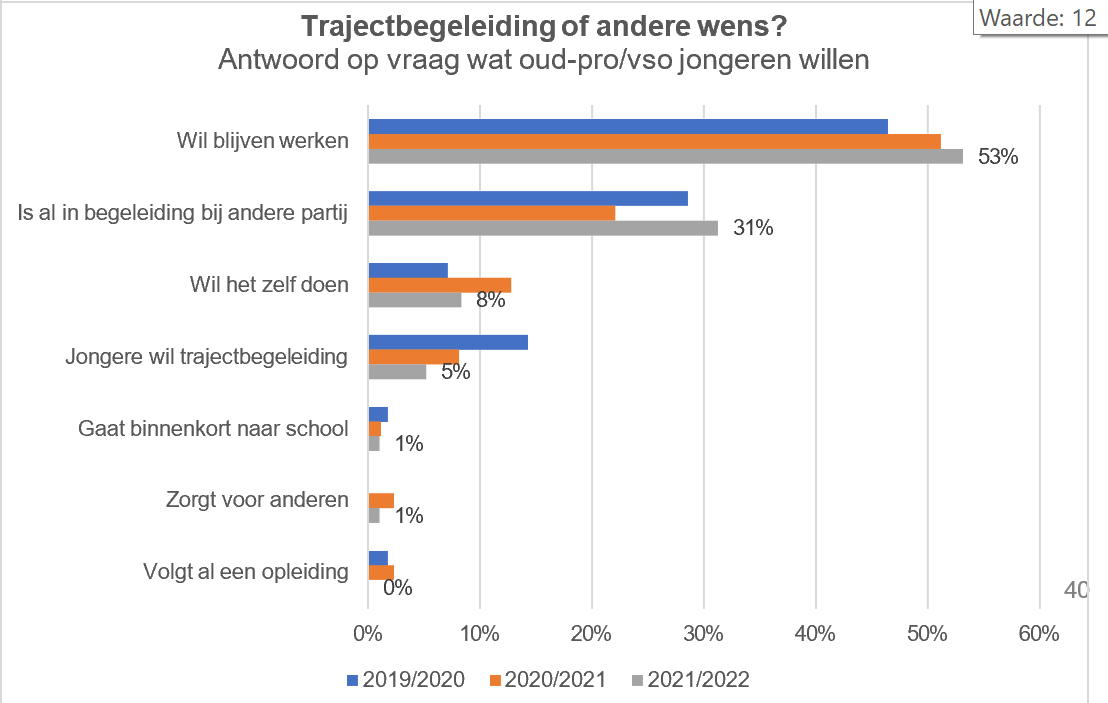 Waarde: 12
Trajectbegeleiding of andere wens?
Antwoord op vraag wat oud-pro/vso jongeren willen
Wil blijven werken
53%
Is al in begeleiding bij andere partij
31%
Wil het zelf doen
8%
Jongere wil trajectbegeleiding
5%
Gaat binnenkort naar school
1%
Zorgt voor anderen
1%
Volgt al een opleiding
0%
40
0% 10% 20% 30% 40% 50% 60%
2019/2020 2020/2021 2021/2022